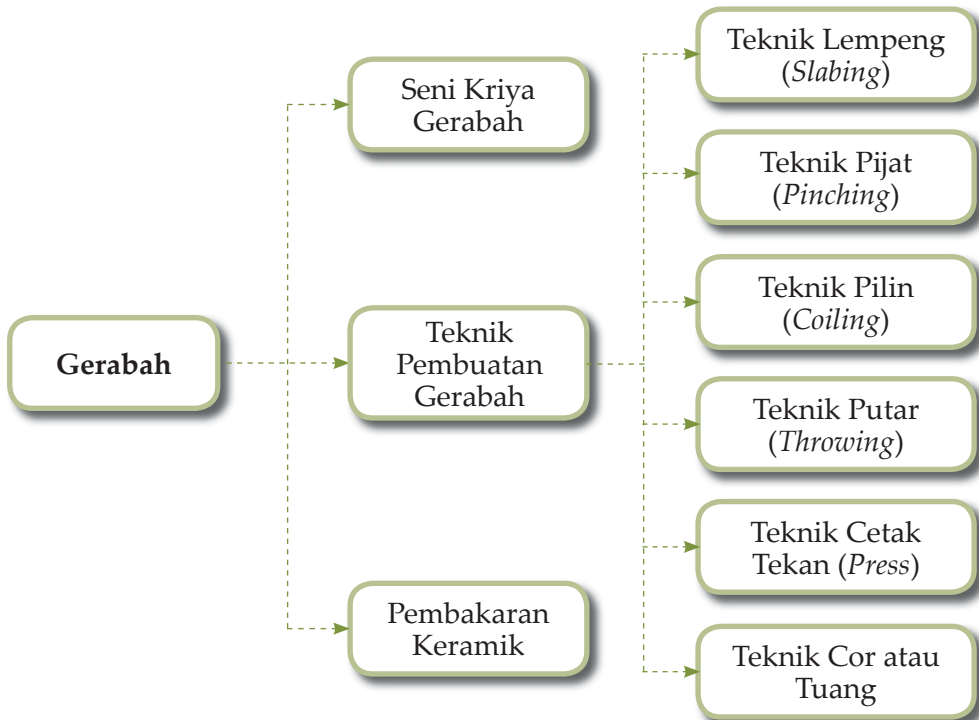 Gerabah
Seni Kriya
Gerabah
Teknik
Pembuatan
Gerabah
Pembakaran
Keramik
Teknik Lempeng
(Slabing)
Teknik Pijat
(Pinching)
Teknik Pilin
(Coiling)
Teknik Putar
(Throwing)
Teknik Cetak
Tekan (Press)
Teknik Cor atau
Tuang